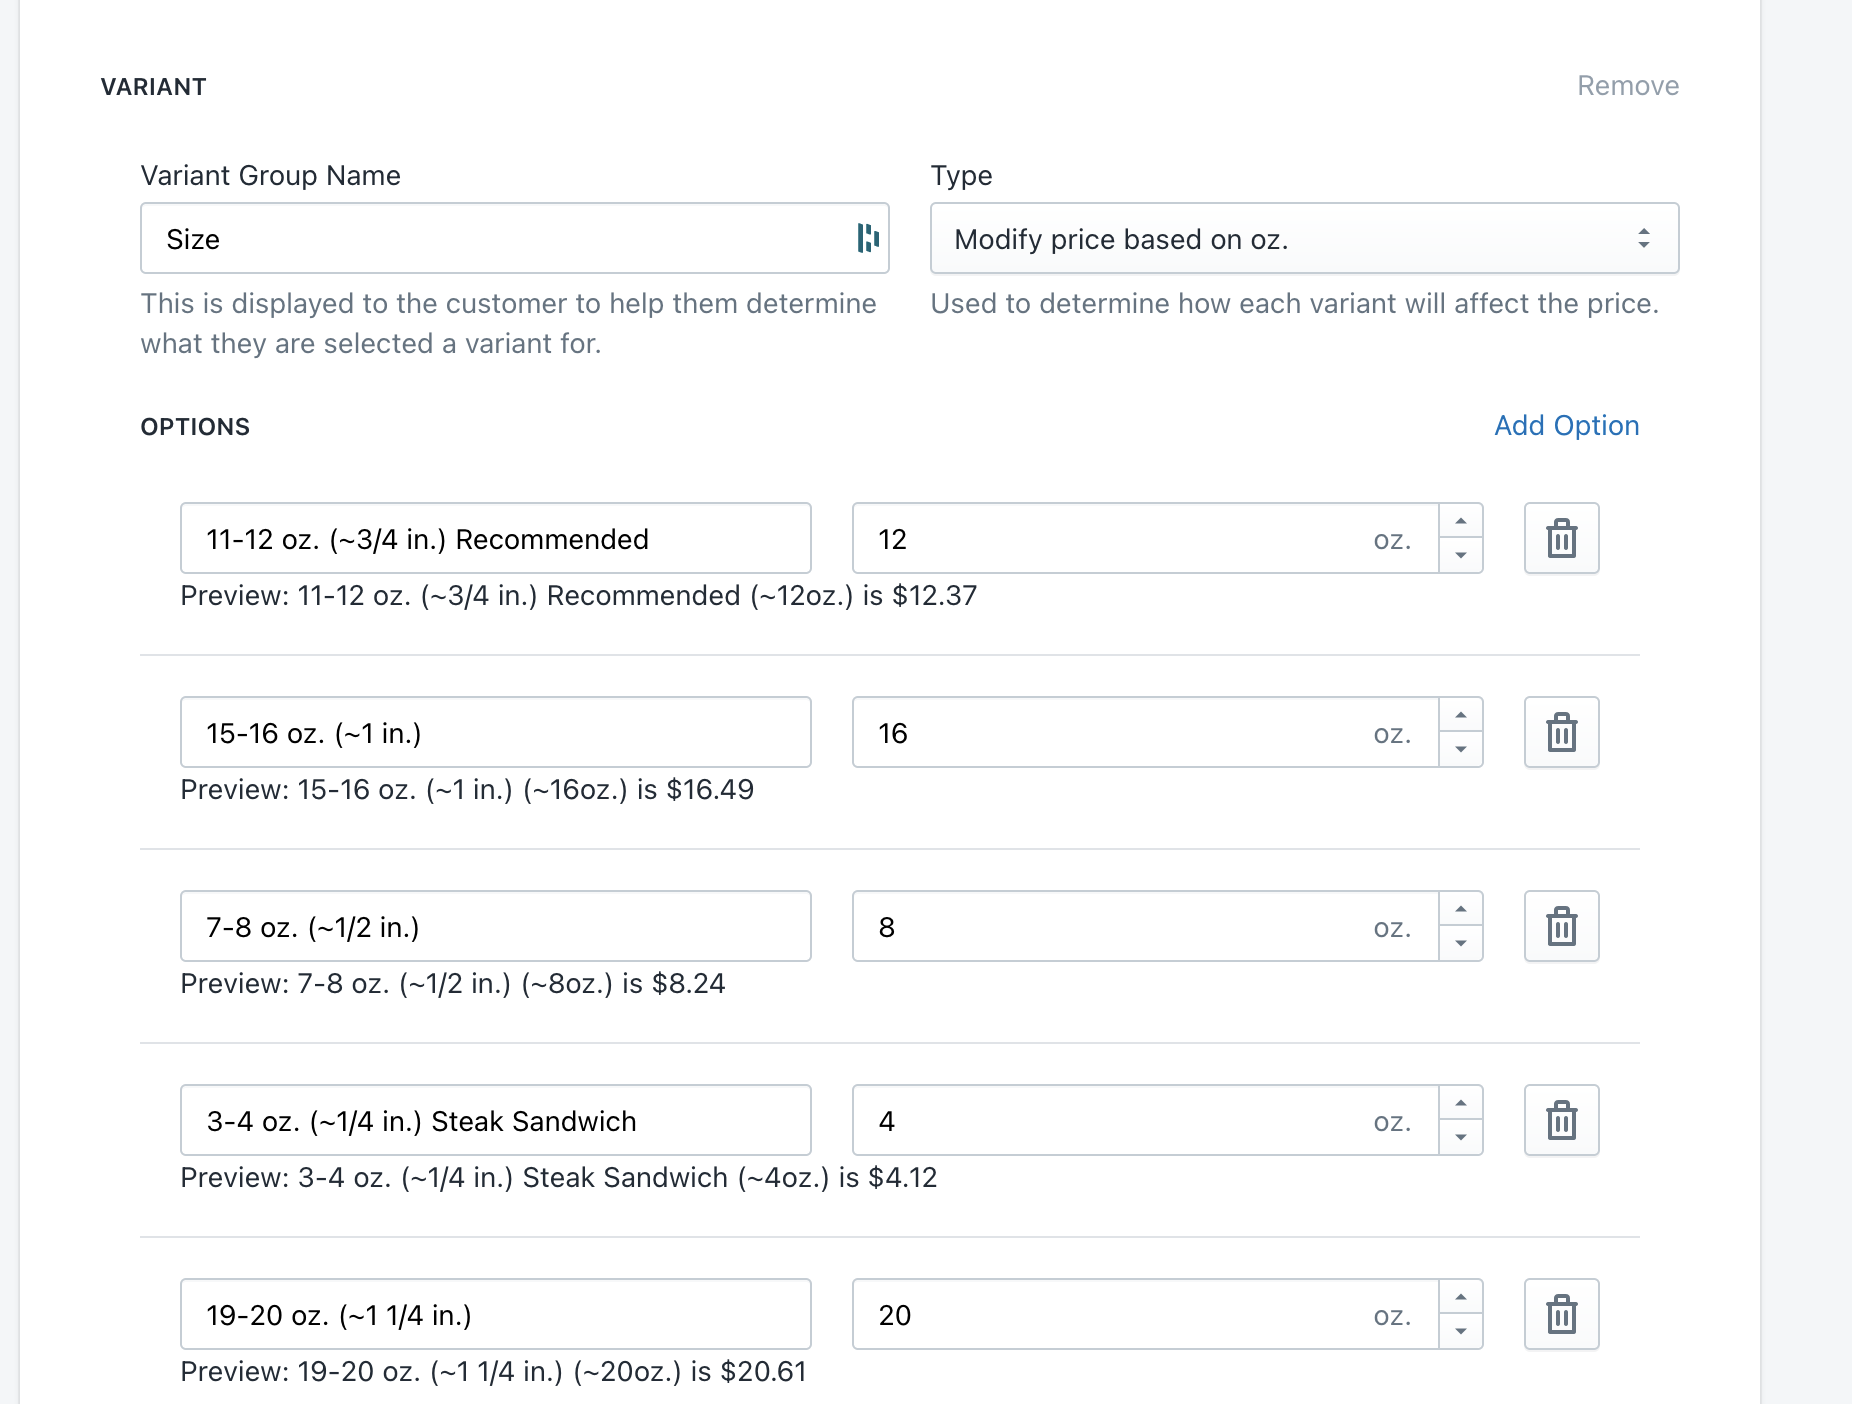 VARIANT
Remove
Variant Group Name
Type
Size
Modify price based on oz.
This is displayed to the customer to help them determine
what they are selected a variant for.
Used to determine how each variant will affect the price.
OPTIONS
Add Option
11-12 oz. (~3/4 in.) Recommended
12
oz.
Preview: 11-12 oz. (~3/4 in.) Recommended (~12oz.) is $12.37
15-16 oz. (~1 in.)
16
oz.
Preview: 15-16 oz. (~1 in.) (~16oz.) is $16.49
7-8 oz. (~1/2 in.)
8
oz.
Preview: 7-8 oz. (~1/2 in.) (~8oz.) is $8.24
3-4 oz. (~1/4 in.) Steak Sandwich
4
oz.
Preview: 3-4 oz. (~1/4 in.) Steak Sandwich (~4oz.) is $4.12
19-20 oz. (~1 1/4 in.)
20
oz.
Preview: 19-20 oz. (~1 1/4 in.) (~20oz.) is $20.61